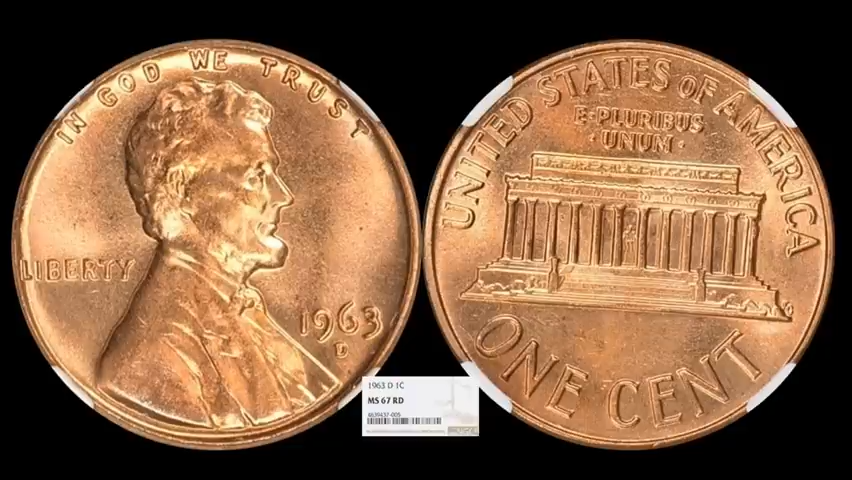 IN GOD WE TRUST
LIBERTY
1963
D
UNITED STATES OF AMERICA
E·PLURIBUS
·UNUM·
ONE CENT
1963 D 1C
MS 67 RD